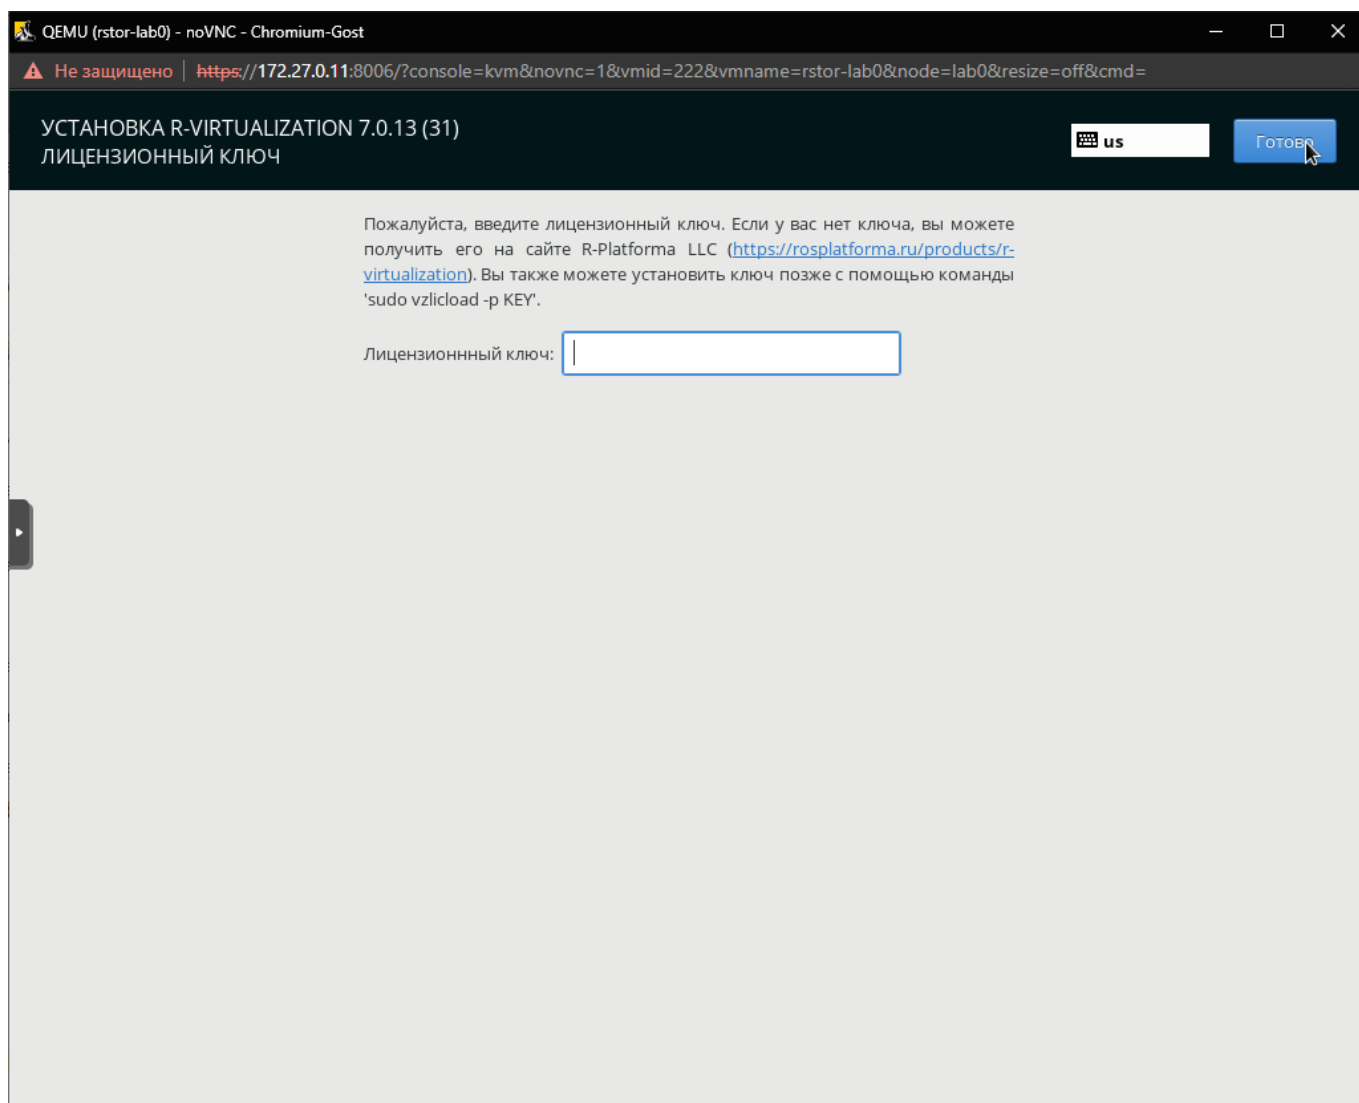 QEMU (rstor-lab0) - noVNC - Chromium-Gost
Не защищено | https://172.27.0.11:8006/?console=kvm&novnc=1&vmid=222&vmname=rstor-lab0&node=lab0&resize=off&cmd=
УСТАНОВКА R-VIRTUALIZATION 7.0.13 (31)
ЛИЦЕНЗИОННЫЙ КЛЮЧ
us
Готово
Пожалуйста, введите лицензионный ключ. Если у вас нет ключа, вы можете
получить его на сайте R-Platforma LLC (https://rosplatforma.ru/products/r-
virtualization). Вы также можете установить ключ позже с помощью команды
'sudo vzlicload -p KEY'.
Лицензионнный ключ: